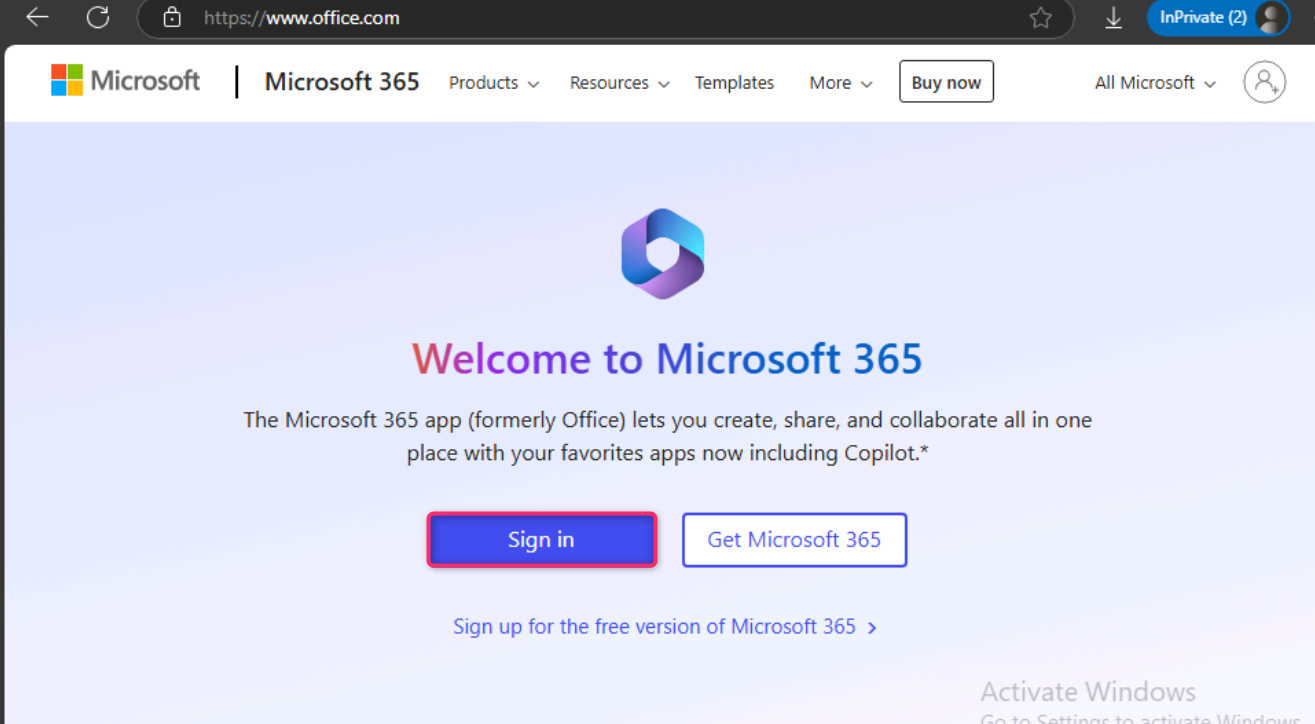 https://www.office.com
InPrivate (2)
Microsoft
Microsoft 365
Products
Resources
Templates
More
Buy now
All Microsoft
Welcome to Microsoft 365
The Microsoft 365 app (formerly Office) lets you create, share, and collaborate all in one
place with your favorites apps now including Copilot.*
Sign in
Get Microsoft 365
Sign up for the free version of Microsoft 365
Activate Windows
Go to Settings to activate Windows.